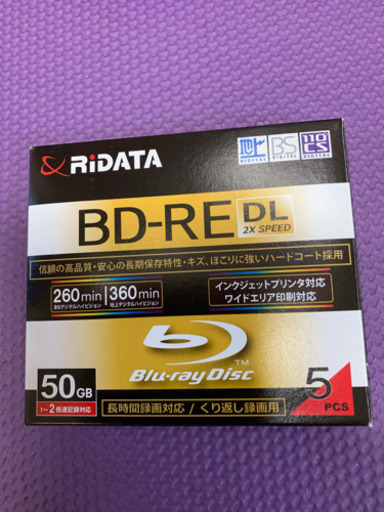 RiDATA
地上 DIGITAL
BS DIGITAL
110°CS DIGITAL
BD-RE DL
2X SPEED
信頼の高品質・安心の長期保存特性・キズ、ほこりに強いハードコート採用
260min 360min
BSデジタルハイビジョン 地上デジタルハイビジョン
インクジェットプリンタ対応
ワイドエリア印刷対応
TM
Blu-ray Disc
50GB
1～2倍速記録対応
長時間録画対応/くり返し録画用
5
PCS